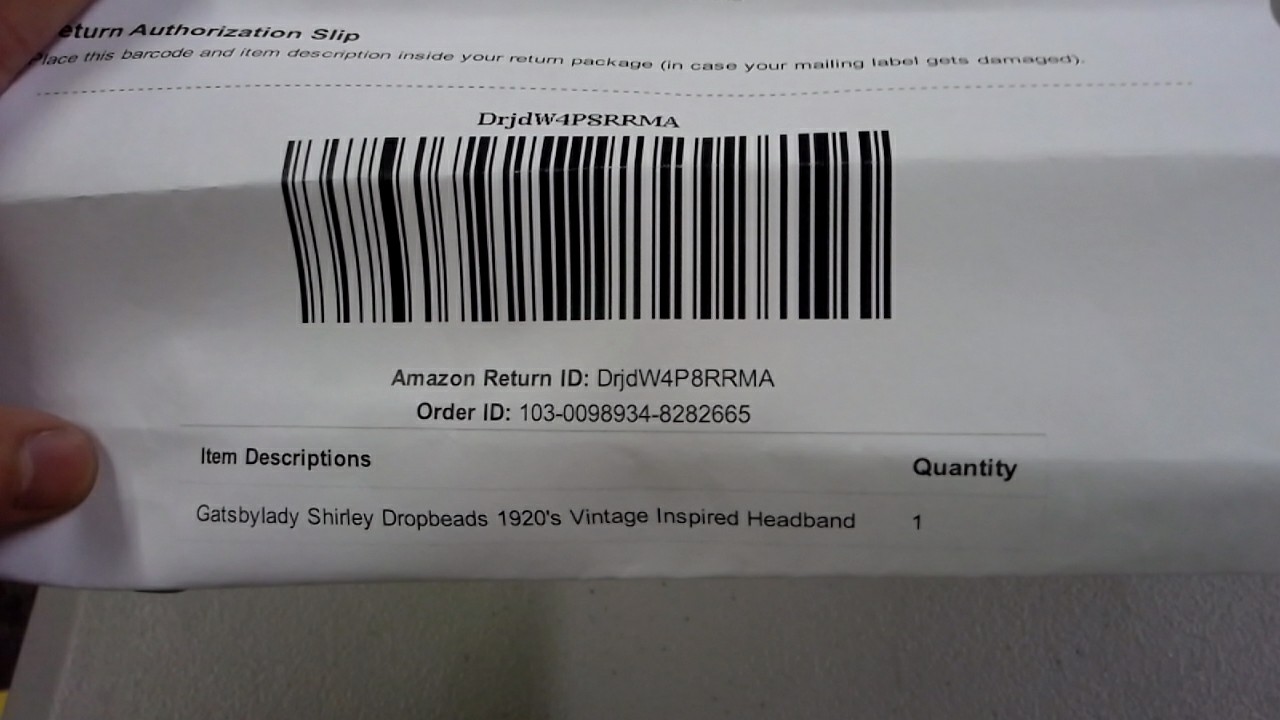 eturn Authorization Slip
Place this barcode and item description inside your return package (in case your mailing label gets damaged).
DrjdW4PSRRMA
Amazon Return ID: DrjdW4P8RRMA
Order ID: 103-0098934-8282665
Item Descriptions Quantity
Gatsbylady Shirley Dropbeads 1920's Vintage Inspired Headband 1